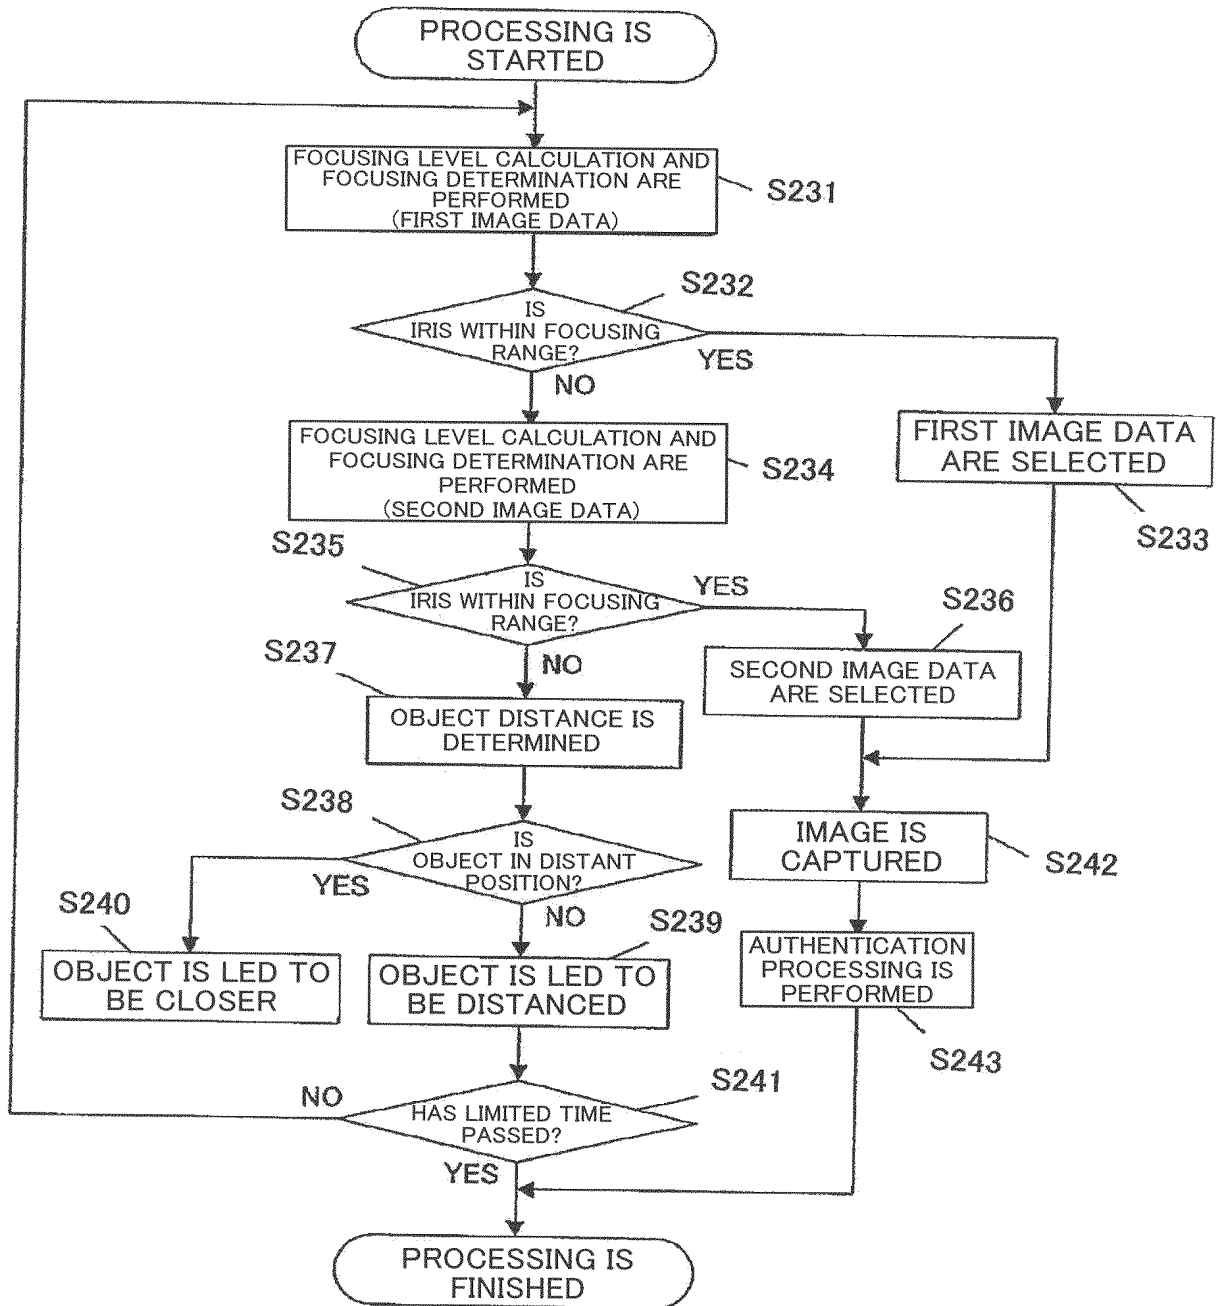 PROCESSING IS
STARTED
FOCUSING LEVEL CALCULATION AND
FOCUSING DETERMINATION ARE
PERFORMED
(FIRST IMAGE DATA)
S231
S232
IS
IRIS WITHIN FOCUSING
RANGE?
YES
NO
FIRST IMAGE DATA
ARE SELECTED
S233
FOCUSING LEVEL CALCULATION AND
FOCUSING DETERMINATION ARE
PERFORMED
(SECOND IMAGE DATA)
S234
S235
IS
IRIS WITHIN FOCUSING
RANGE?
YES
NO
S236
SECOND IMAGE DATA
ARE SELECTED
S237
OBJECT DISTANCE IS
DETERMINED
S238
IS
OBJECT IN DISTANT
POSITION?
YES
NO
IMAGE IS
CAPTURED
S242
S240
OBJECT IS LED TO
BE CLOSER
S239
OBJECT IS LED TO
BE DISTANCED
AUTHENTICATION
PROCESSING IS
PERFORMED
S243
S241
NO
HAS LIMITED TIME
PASSED?
YES
PROCESSING IS
FINISHED